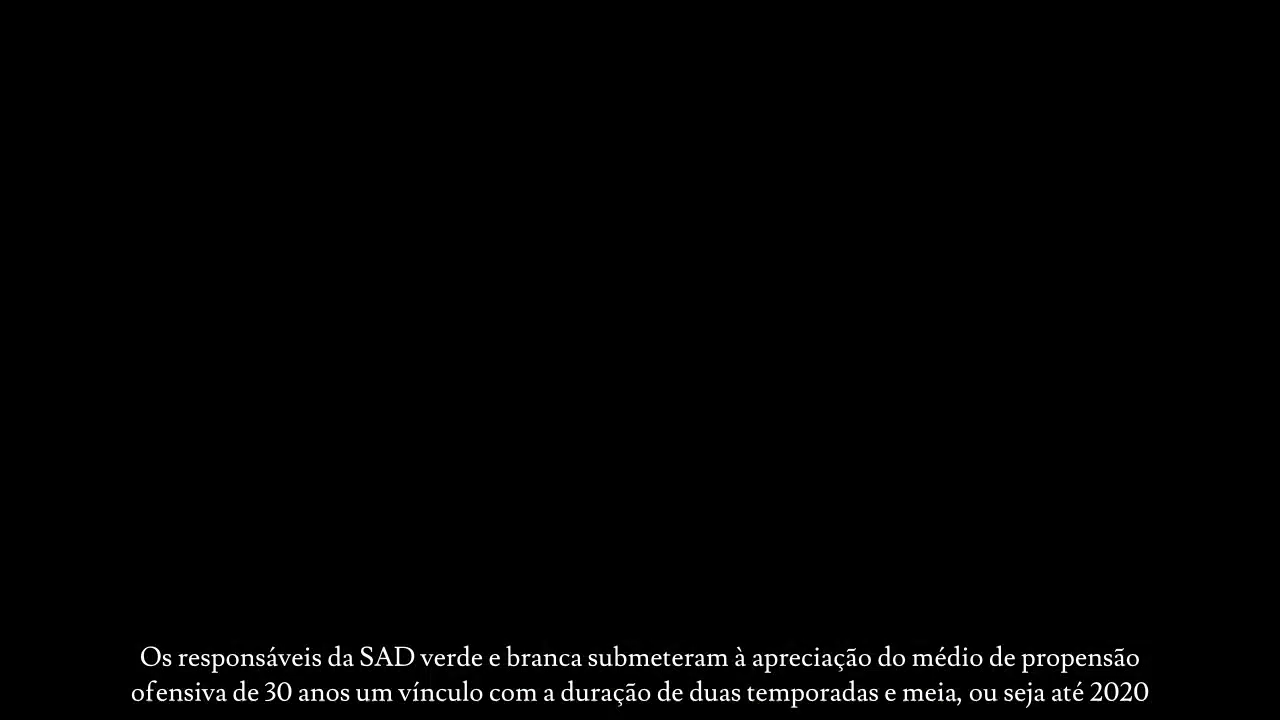 Os responsáveis da SAD verde e branca submeteram à apreciação do médio de propensão
ofensiva de 30 anos um vínculo com a duração de duas temporadas e meia, ou seja até 2020